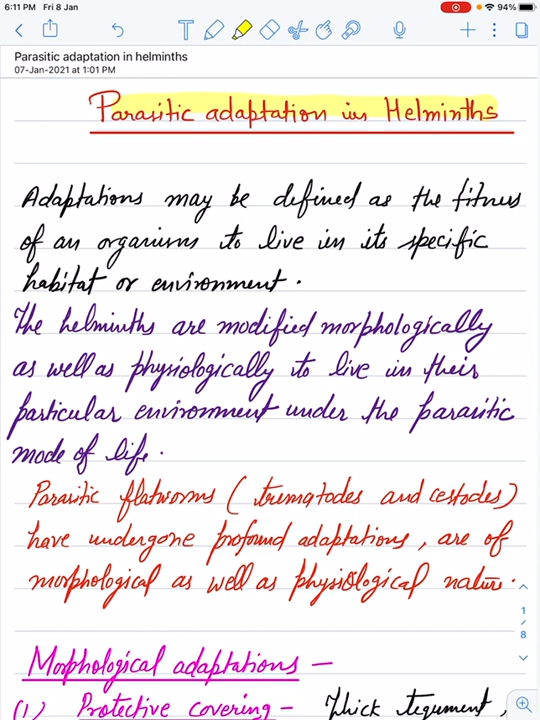 6:11 PM Fri 8 Jan 94%
Parasitic adaptation in helminths
07-Jan-2021 at 1:01 PM
Parasitic adaptation in Helminths
Adaptations may be defined as the fitness
of an organisms to live in its specific
habitat or environment.
The helminths are modified morphologically
as well as physiologically to live in their
particular environment under the parasitic
mode of life.
Parasitic flatworms (trematodes and cestodes)
have undergone profound adaptations, are of
morphological as well as physiological nature.
1
/
8
Morphological adaptations –
(1) Protective covering – Thick tegument,